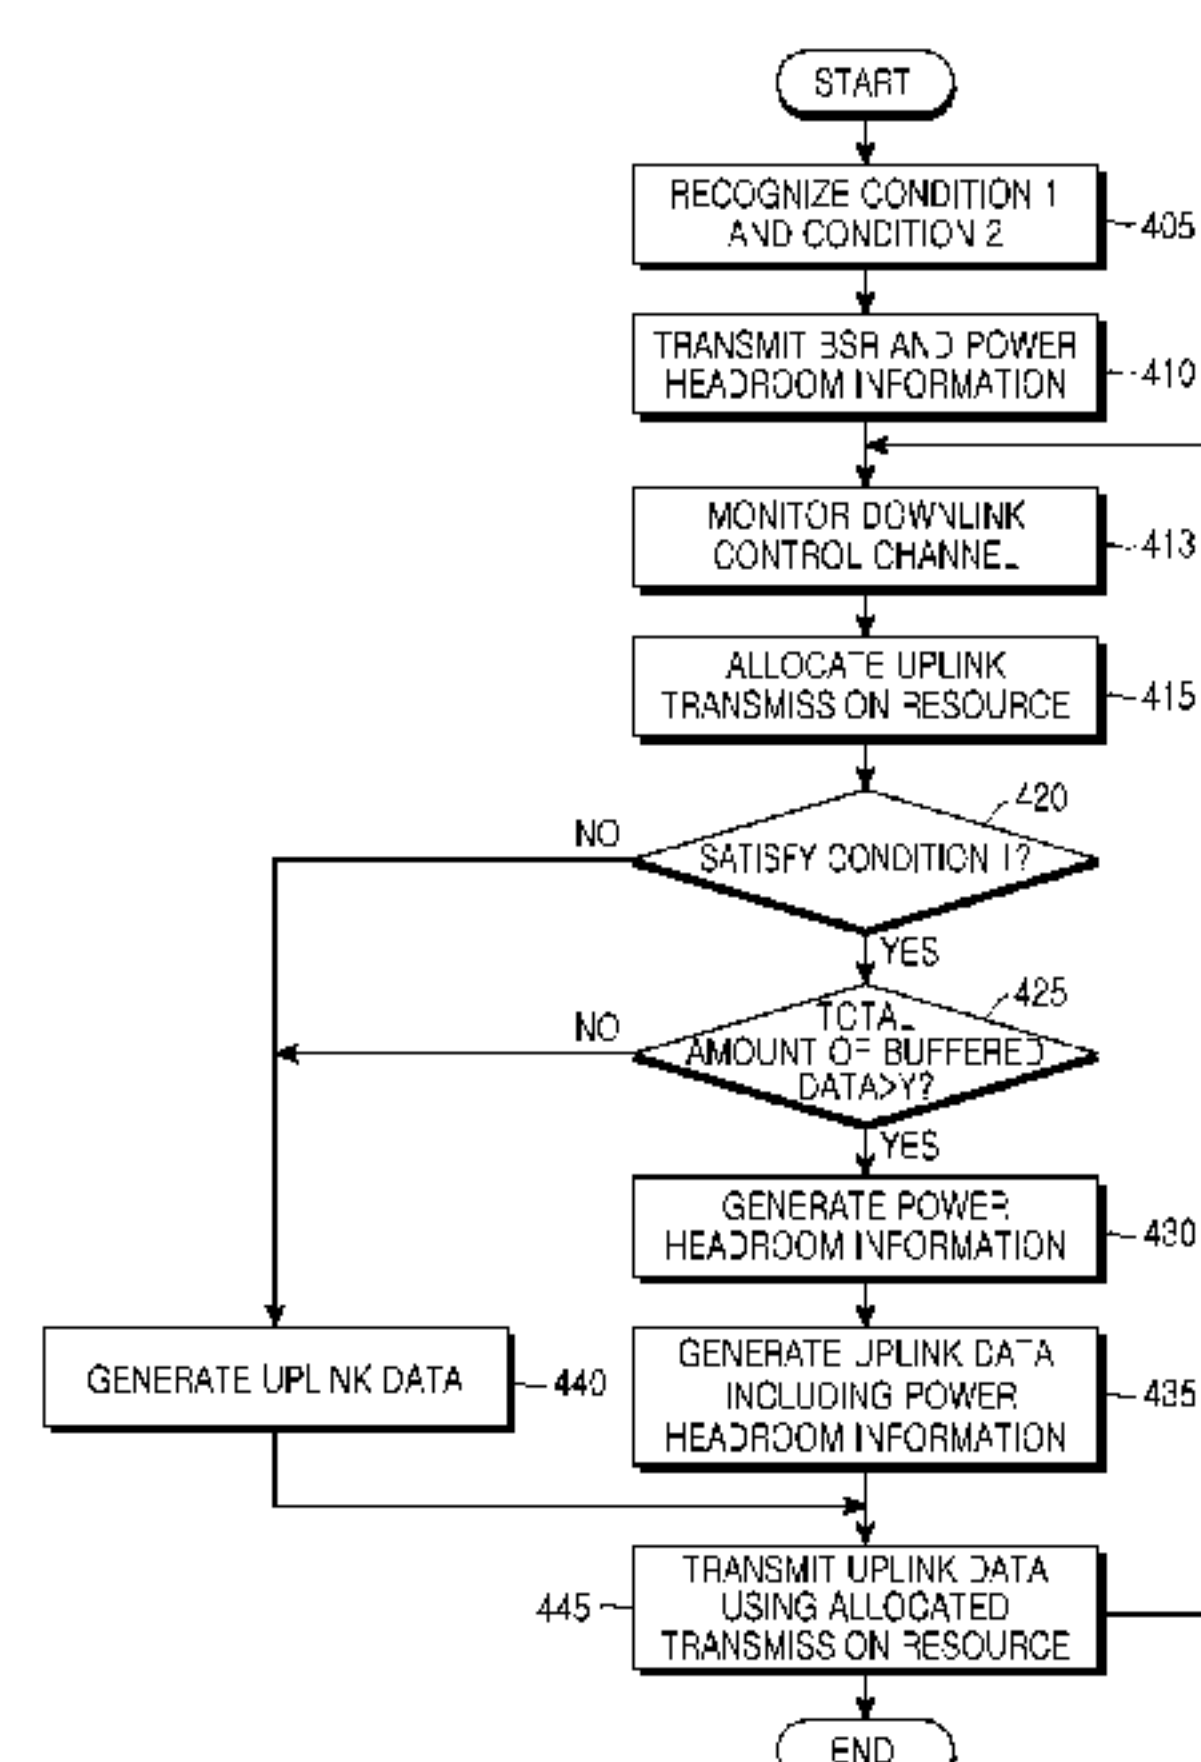 START
RECOGNIZE CONDITION 1
AND CONDITION 2
405
TRANSMIT BSR AND POWER
HEADROOM INFORMATION
410
MONITOR DOWNLINK
CONTROL CHANNEL
413
ALLOCATE UPLINK
TRANSMISSION RESOURCE
415
420
NO
SATISFY CONDITION 1?
YES
425
NO
TOTAL
AMOUNT OF BUFFERED
DATA>Y?
YES
GENERATE POWER
HEADROOM INFORMATION
430
GENERATE UPLINK DATA
440
GENERATE UPLINK DATA
INCLUDING POWER
HEADROOM INFORMATION
435
TRANSMIT UPLINK DATA
USING ALLOCATED
TRANSMISSION RESOURCE
445
END